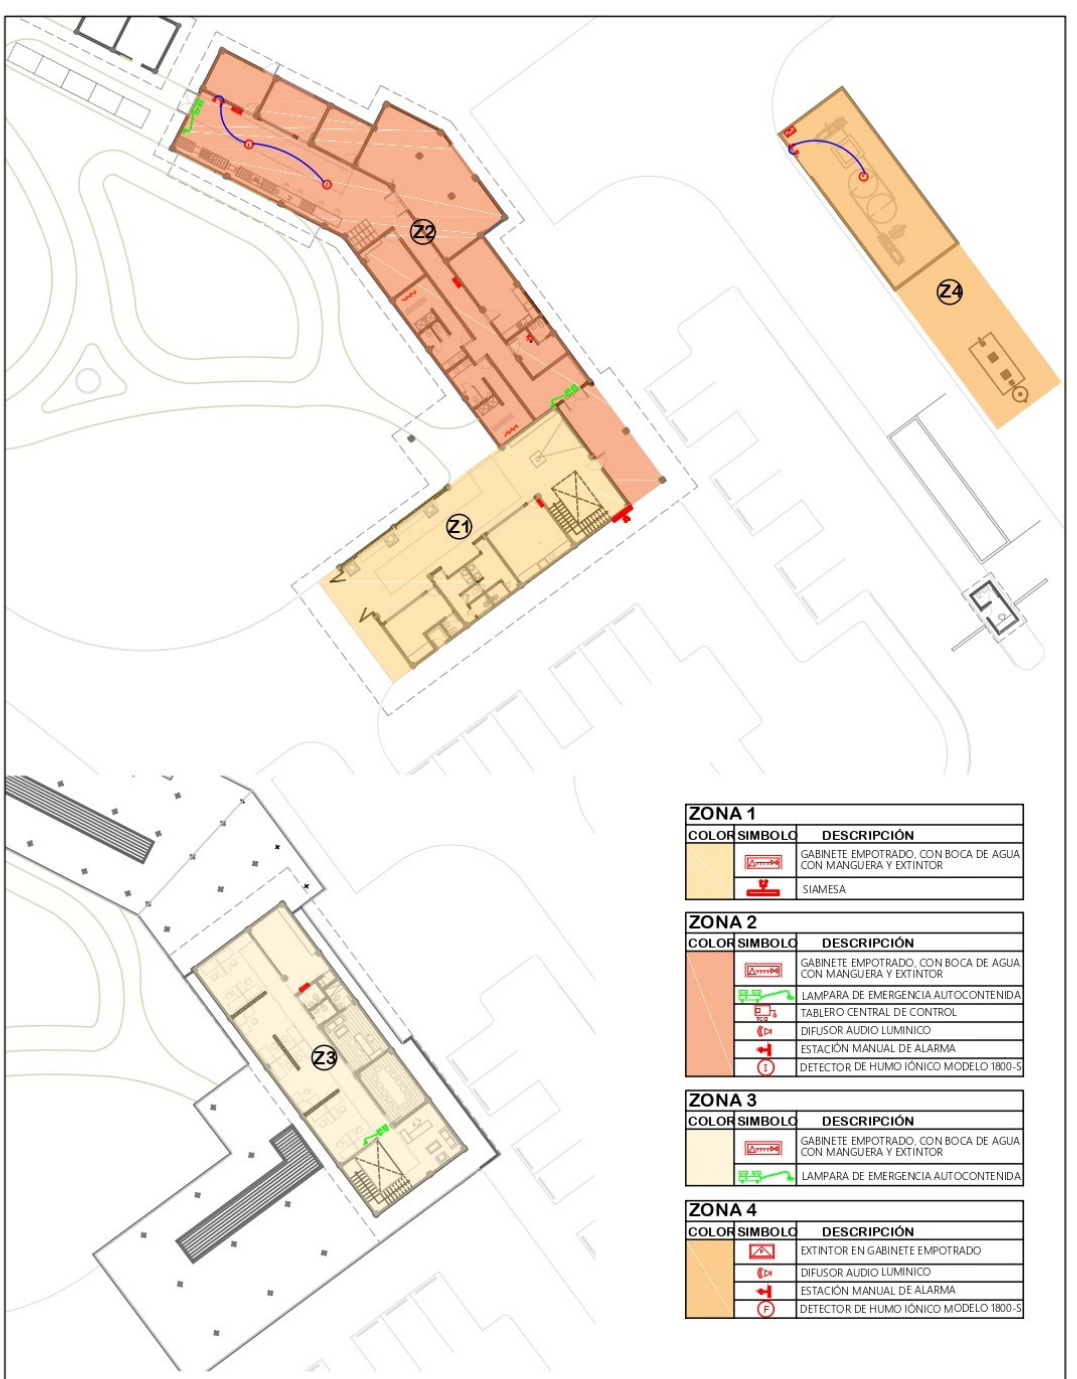 Z2
Z4
Z1
Z3
ZONA 1
COLOR SIMBOLO DESCRIPCIÓN
GABINETE EMPOTRADO, CON BOCA DE AGUA
CON MANGUERA Y EXTINTOR
SIAMESA
ZONA 2
COLOR SIMBOLO DESCRIPCIÓN
GABINETE EMPOTRADO, CON BOCA DE AGUA
CON MANGUERA Y EXTINTOR
LAMPARA DE EMERGENCIA AUTOCONTENIDA
TCC TABLERO CENTRAL DE CONTROL
DIFUSOR AUDIO LUMINICO
ESTACIÓN MANUAL DE ALARMA
I DETECTOR DE HUMO IÓNICO MODELO 1800-S
ZONA 3
COLOR SIMBOLO DESCRIPCIÓN
GABINETE EMPOTRADO, CON BOCA DE AGUA
CON MANGUERA Y EXTINTOR
LAMPARA DE EMERGENCIA AUTOCONTENIDA
ZONA 4
COLOR SIMBOLO DESCRIPCIÓN
EXTINTOR EN GABINETE EMPOTRADO
DIFUSOR AUDIO LUMINICO
ESTACIÓN MANUAL DE ALARMA
F DETECTOR DE HUMO IÓNICO MODELO 1800-S